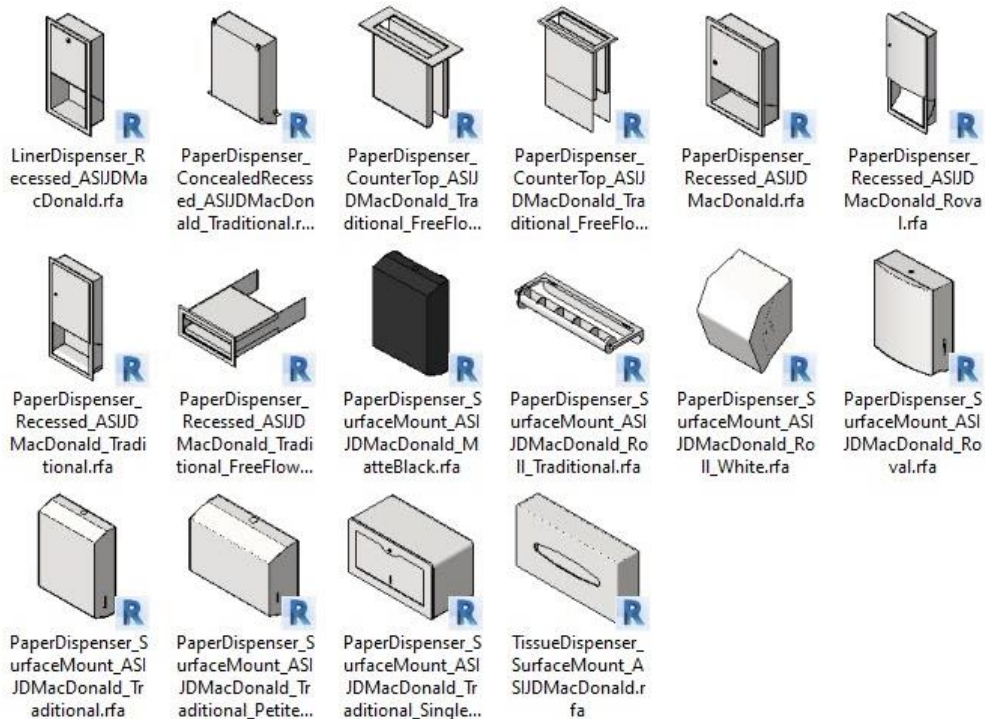 LinerDispenser_R
ecessed_ASIJDMa
cDonald.rfa
PaperDispenser_
ConcealedRecess
ed_ASIJDMacDon
ald_Traditional.r...
PaperDispenser_
CounterTop_ASIJ
DMacDonald_Tra
ditional_FreeFlo...
PaperDispenser_
CounterTop_ASIJ
DMacDonald_Tra
ditional_FreeFlo...
PaperDispenser_
Recessed_ASIJD
MacDonald.rfa
PaperDispenser_
Recessed_ASIJD
MacDonald_Rova
l.rfa
PaperDispenser_
Recessed_ASIJD
MacDonald_Tradi
tional.rfa
PaperDispenser_
Recessed_ASIJD
MacDonald_Tradi
tional_FreeFlow...
PaperDispenser_S
urfaceMount_ASI
JDMacDonald_M
atteBlack.rfa
PaperDispenser_S
urfaceMount_ASI
JDMacDonald_Ro
ll_Traditional.rfa
PaperDispenser_S
urfaceMount_ASI
JDMacDonald_Ro
ll_White.rfa
PaperDispenser_S
urfaceMount_ASI
JDMacDonald_Ro
val.rfa
PaperDispenser_S
urfaceMount_ASI
JDMacDonald_Tr
aditional.rfa
PaperDispenser_S
urfaceMount_ASI
JDMacDonald_Tr
aditional_Petite...
PaperDispenser_S
urfaceMount_ASI
JDMacDonald_Tr
aditional_Single...
TissueDispenser_
SurfaceMount_A
SIJDMacDonald.r
fa